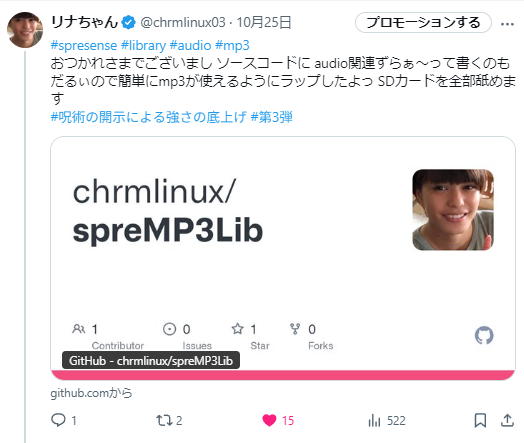 リナちゃん @chrmlinux03 · 10月25日
プロモーションする
#spresense #library #audio #mp3
おつかれさまでございまし ソースコードに audio関連ずらぁ～って書くのも
だるぃので簡単にmp3が使えるようにラップしたよっ SDカードを全部舐めま
す
#呪術の開示による強さの底上げ #第3弾
chrmlinux/
spreMP3Lib
1 0 1 0
Contributor Issues Star Forks
GitHub - chrmlinux/spreMP3Lib
github.comから
1 2 15 522